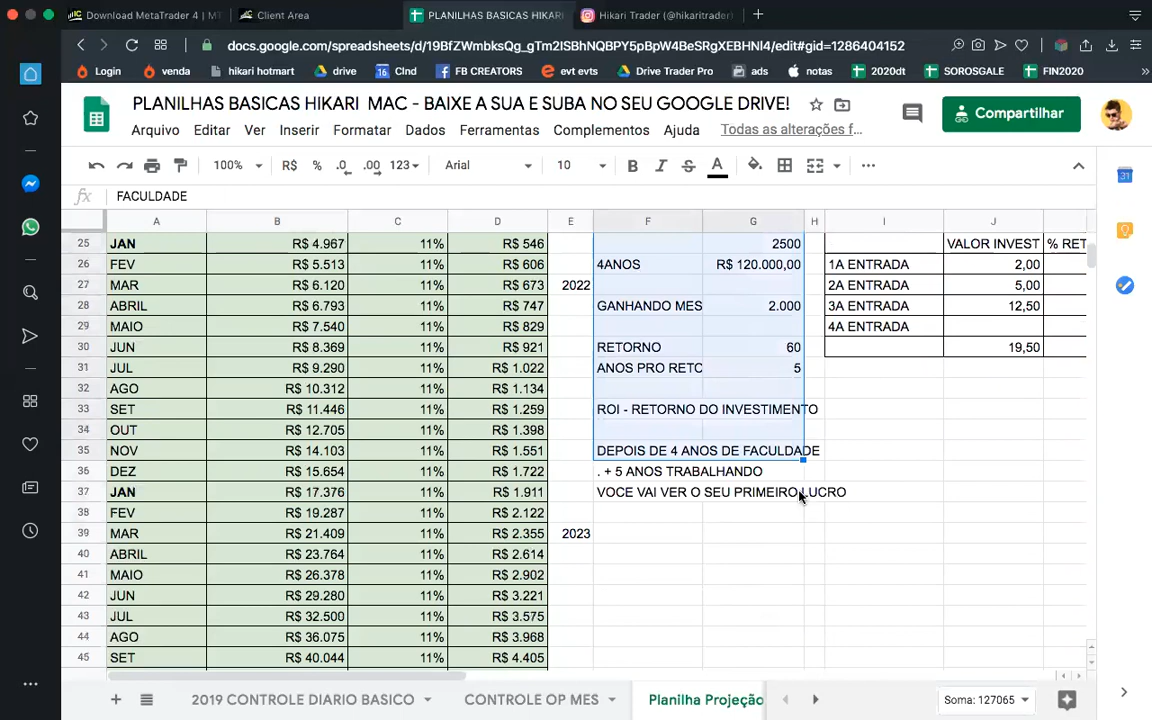 Download MetaTrader 4 | MT
Client Area
PLANILHAS BASICAS HIKARI
Hikari Trader (@hikaritrader)
docs.google.com/spreadsheets/d/19BfZWmbksQg_gTm2ISBhNQBPY5pBpW4BeSRgXEBHNI4/edit#gid=1286404152
Login venda hikari hotmart drive 16 Clnd FB CREATORS evt evts Drive Trader Pro ads notas 2020dt SOROSGALE FIN2020 »
PLANILHAS BASICAS HIKARI MAC - BAIXE A SUA E SUBA NO SEU GOOGLE DRIVE!
Compartilhar
Arquivo Editar Ver Inserir Formatar Dados Ferramentas Complementos Ajuda Todas as alterações f...
100% R$ % .0 .00 123 Arial 10 B I S A
31
fx FACULDADE
A B C D E F G H I J
25 JAN R$ 4.967 11% R$ 546 2500 VALOR INVEST % RET
26 FEV R$ 5.513 11% R$ 606 4ANOS R$ 120.000,00 1A ENTRADA 2,00
27 MAR R$ 6.120 11% R$ 673 2022 2A ENTRADA 5,00
28 ABRIL R$ 6.793 11% R$ 747 GANHANDO MES 2.000 3A ENTRADA 12,50
29 MAIO R$ 7.540 11% R$ 829 4A ENTRADA
30 JUN R$ 8.369 11% R$ 921 RETORNO 60 19,50
31 JUL R$ 9.290 11% R$ 1.022 ANOS PRO RETO 5
32 AGO R$ 10.312 11% R$ 1.134
33 SET R$ 11.446 11% R$ 1.259 ROI - RETORNO DO INVESTIMENTO
34 OUT R$ 12.705 11% R$ 1.398
35 NOV R$ 14.103 11% R$ 1.551 DEPOIS DE 4 ANOS DE FACULDADE
36 DEZ R$ 15.654 11% R$ 1.722 . + 5 ANOS TRABALHANDO
37 JAN R$ 17.376 11% R$ 1.911 VOCE VAI VER O SEU PRIMEIRO LUCRO
38 FEV R$ 19.287 11% R$ 2.122
39 MAR R$ 21.409 11% R$ 2.355 2023
40 ABRIL R$ 23.764 11% R$ 2.614
41 MAIO R$ 26.378 11% R$ 2.902
42 JUN R$ 29.280 11% R$ 3.221
43 JUL R$ 32.500 11% R$ 3.575
44 AGO R$ 36.075 11% R$ 3.968
45 SET R$ 40.044 11% R$ 4.405
2019 CONTROLE DIARIO BASICO CONTROLE OP MES Planilha Projeção Soma: 127065